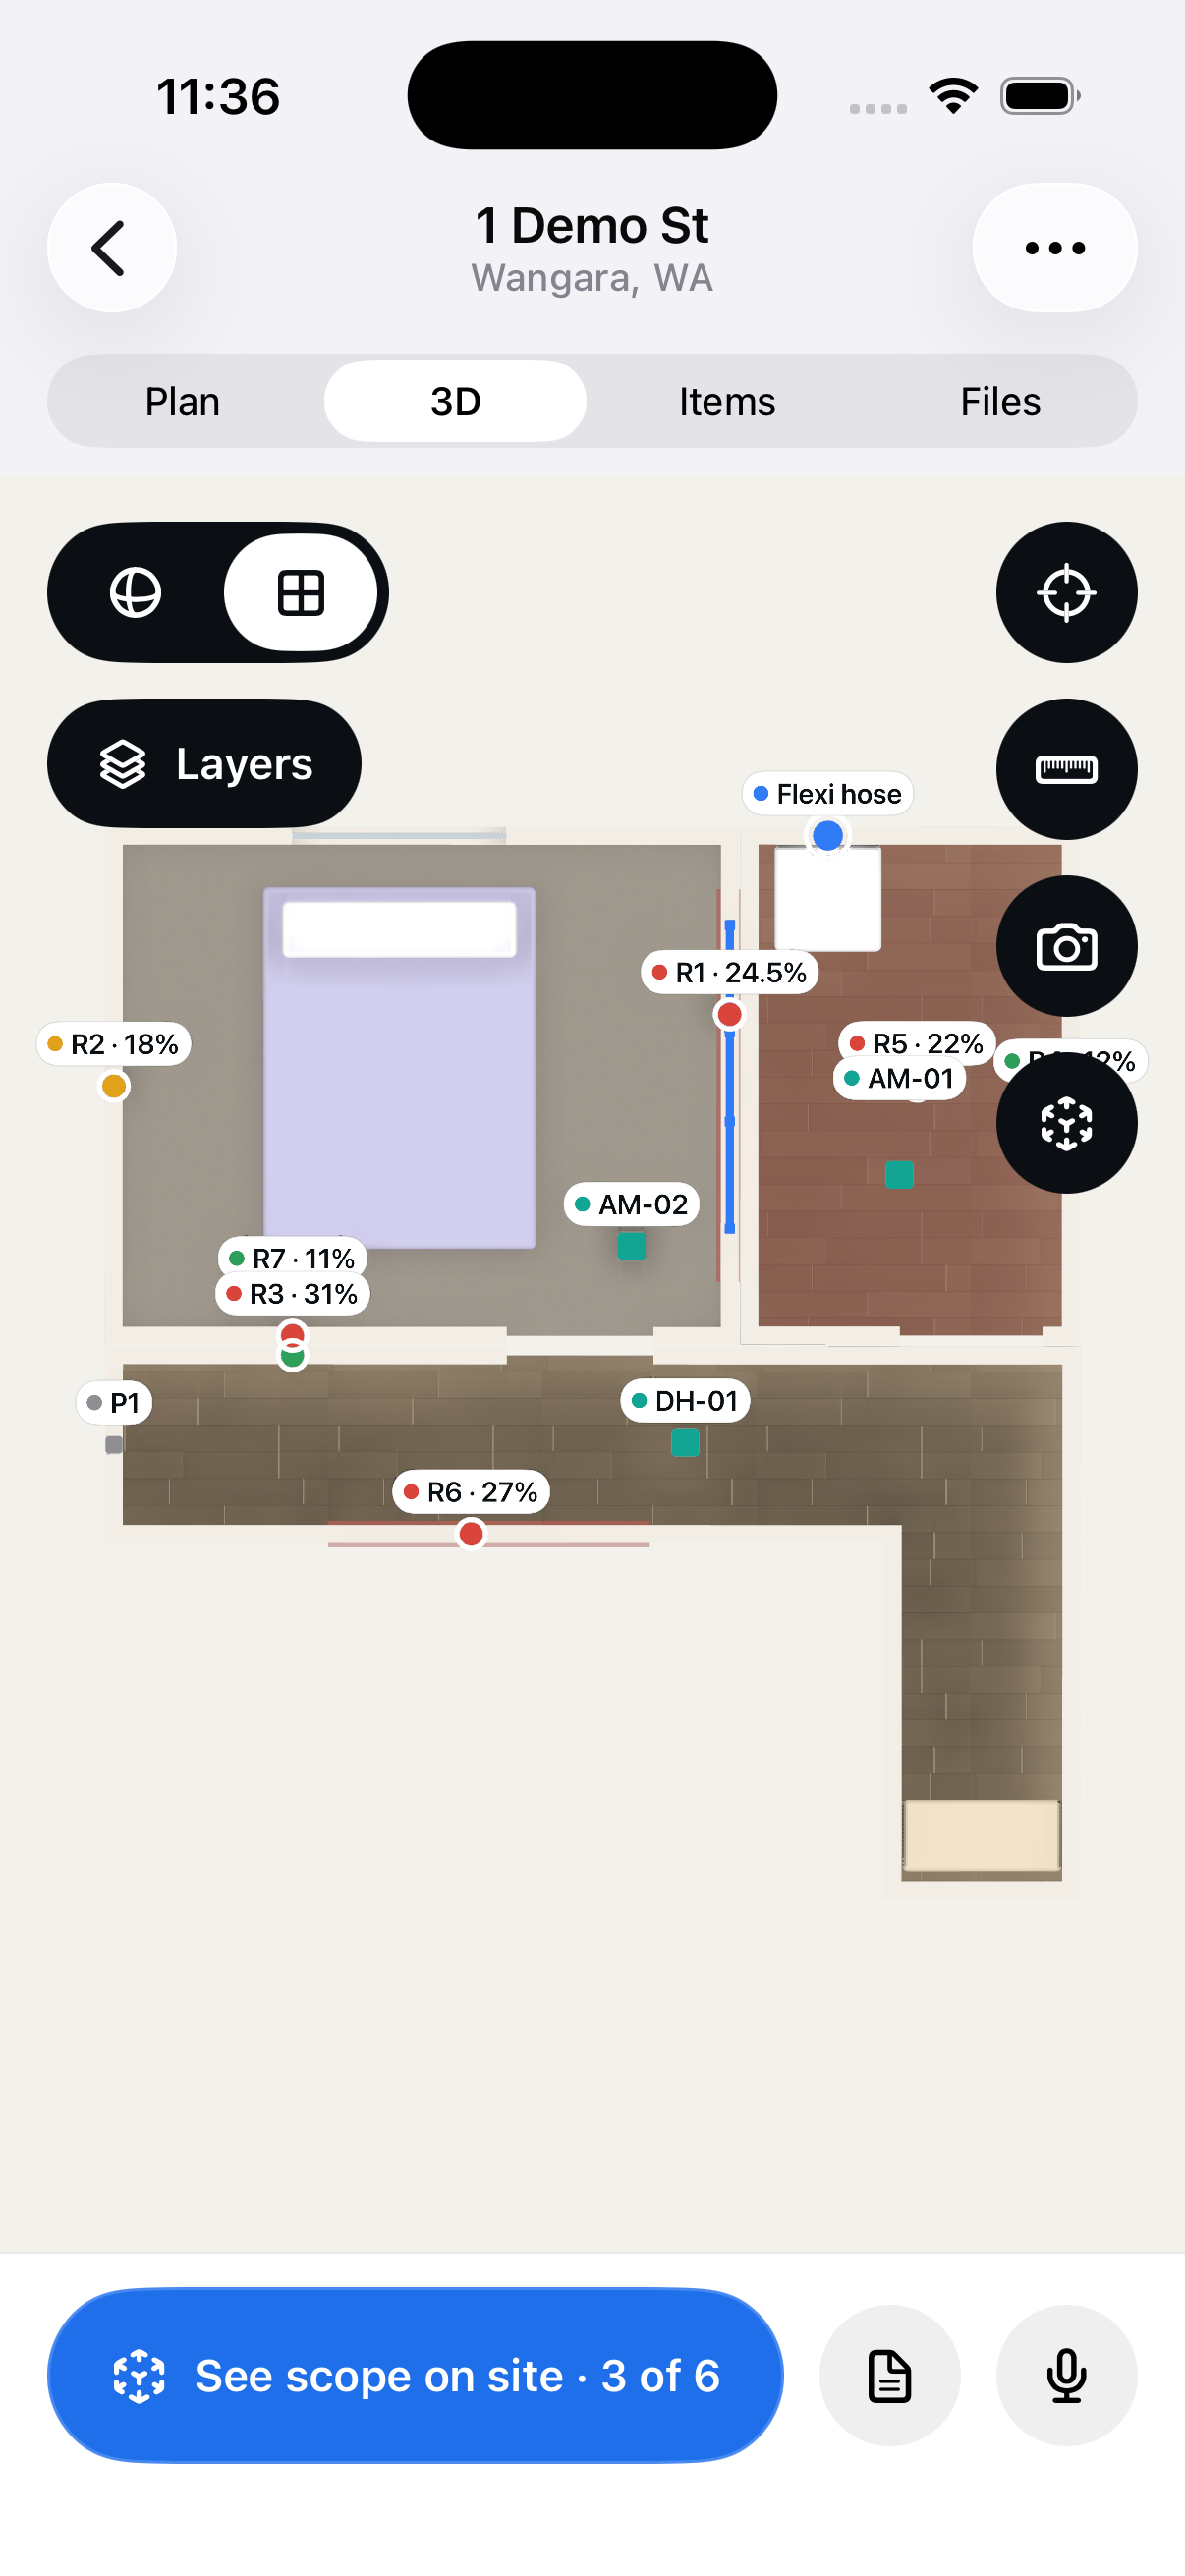 11:36
1 Demo St
Wangara, WA
Plan
3D
Items
Files
Layers
Flexi hose
R1 · 24.5%
R2 · 18%
R5 · 22%
AM-01
AM-02
R7 · 11%
R3 · 31%
P1
DH-01
R6 · 27%
See scope on site · 3 of 6